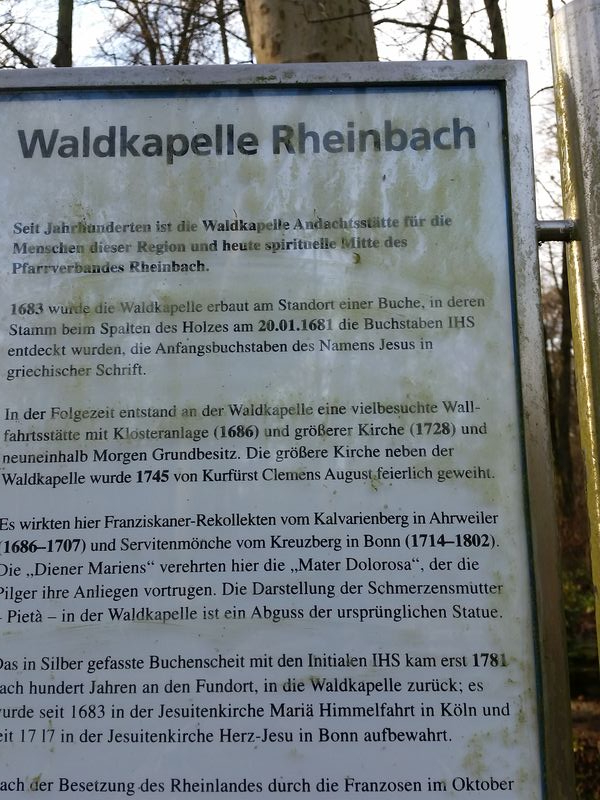 Waldkapelle Rheinbach
Seit Jahrhunderten ist die Waldkapelle Andachtsstätte für die
Menschen dieser Region und heute spirituelle Mitte des
Pfarrverbandes Rheinbach.
1683 wurde die Waldkapelle erbaut am Standort einer Buche, in deren
Stamm beim Spalten des Holzes am 20.01.1681 die Buchstaben IHS
entdeckt wurden, die Anfangsbuchstaben des Namens Jesus in
griechischer Schrift.
In der Folgezeit entstand an der Waldkapelle eine vielbesuchte Wall-
fahrtsstätte mit Klosteranlage (1686) und größerer Kirche (1728) und
neuneinhalb Morgen Grundbesitz. Die größere Kirche neben der
Waldkapelle wurde 1745 von Kurfürst Clemens August feierlich geweiht.
Es wirkten hier Franziskaner-Rekollekten vom Kalvarienberg in Ahrweiler
(1686–1707) und Servitenmönche vom Kreuzberg in Bonn (1714–1802).
Die „Diener Mariens“ verehrten hier die „Mater Dolorosa“, der die
Pilger ihre Anliegen vortrugen. Die Darstellung der Schmerzensmutter
- Pietà – in der Waldkapelle ist ein Abguss der ursprünglichen Statue.
Das in Silber gefasste Buchenscheit mit den Initialen IHS kam erst 1781
ach hundert Jahren an den Fundort, in die Waldkapelle zurück; es
urde seit 1683 in der Jesuitenkirche Mariä Himmelfahrt in Köln und
eit 1717 in der Jesuitenkirche Herz-Jesu in Bonn aufbewahrt.
ach der Besetzung des Rheinlandes durch die Franzosen im Oktober